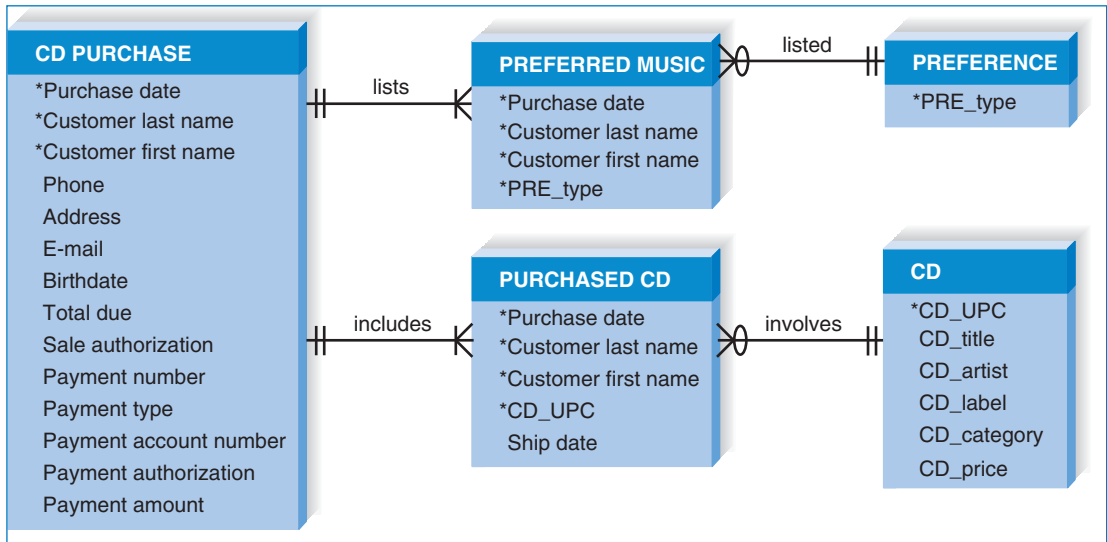 CD PURCHASE
*Purchase date
*Customer last name
*Customer first name
Phone
Address
E-mail
Birthdate
Total due
Sale authorization
Payment number
Payment type
Payment account number
Payment authorization
Payment amount
lists
PREFERRED MUSIC
*Purchase date
*Customer last name
*Customer first name
*PRE_type
listed
PREFERENCE
*PRE_type
includes
PURCHASED CD
*Purchase date
*Customer last name
*Customer first name
*CD_UPC
Ship date
involves
CD
*CD_UPC
CD_title
CD_artist
CD_label
CD_category
CD_price